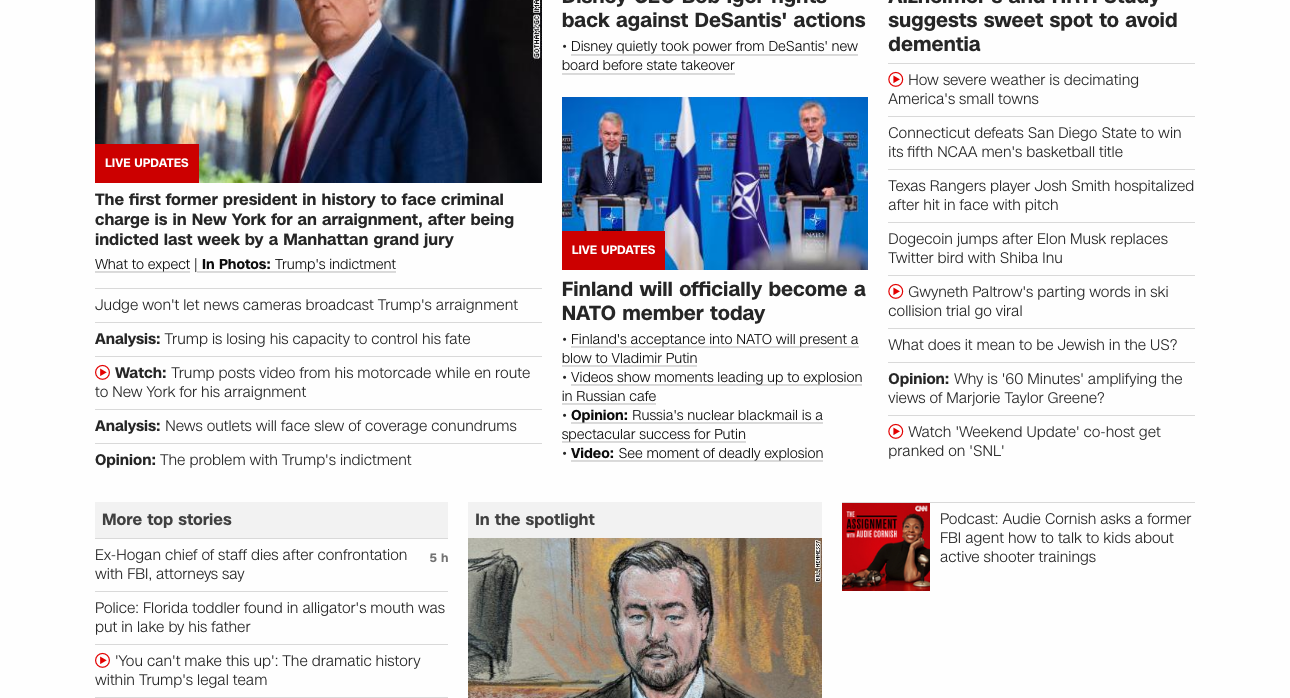 LIVE UPDATES
The first former president in history to face criminal
charge is in New York for an arraignment, after being
indicted last week by a Manhattan grand jury
What to expect | In Photos: Trump's indictment
Judge won't let news cameras broadcast Trump's arraignment
Analysis: Trump is losing his capacity to control his fate
Watch: Trump posts video from his motorcade while en route
to New York for his arraignment
Analysis: News outlets will face slew of coverage conundrums
Opinion: The problem with Trump's indictment
Disney CEO Bob Iger fights
back against DeSantis' actions
• Disney quietly took power from DeSantis' new
board before state takeover
NATO
LIVE UPDATES
Finland will officially become a
NATO member today
• Finland's acceptance into NATO will present a
blow to Vladimir Putin
• Videos show moments leading up to explosion
in Russian cafe
• Opinion: Russia's nuclear blackmail is a
spectacular success for Putin
• Video: See moment of deadly explosion
suggests sweet spot to avoid
dementia
How severe weather is decimating
America's small towns
Connecticut defeats San Diego State to win
its fifth NCAA men's basketball title
Texas Rangers player Josh Smith hospitalized
after hit in face with pitch
Dogecoin jumps after Elon Musk replaces
Twitter bird with Shiba Inu
Gwyneth Paltrow's parting words in ski
collision trial go viral
What does it mean to be Jewish in the US?
Opinion: Why is '60 Minutes' amplifying the
views of Marjorie Taylor Greene?
Watch 'Weekend Update' co-host get
pranked on 'SNL'
More top stories
Ex-Hogan chief of staff dies after confrontation
with FBI, attorneys say
5 h
Police: Florida toddler found in alligator's mouth was
put in lake by his father
'You can't make this up': The dramatic history
within Trump's legal team
In the spotlight
CNN
THE
ASSIGNMENT
WITH AUDIE CORNISH
Podcast: Audie Cornish asks a former
FBI agent how to talk to kids about
active shooter trainings